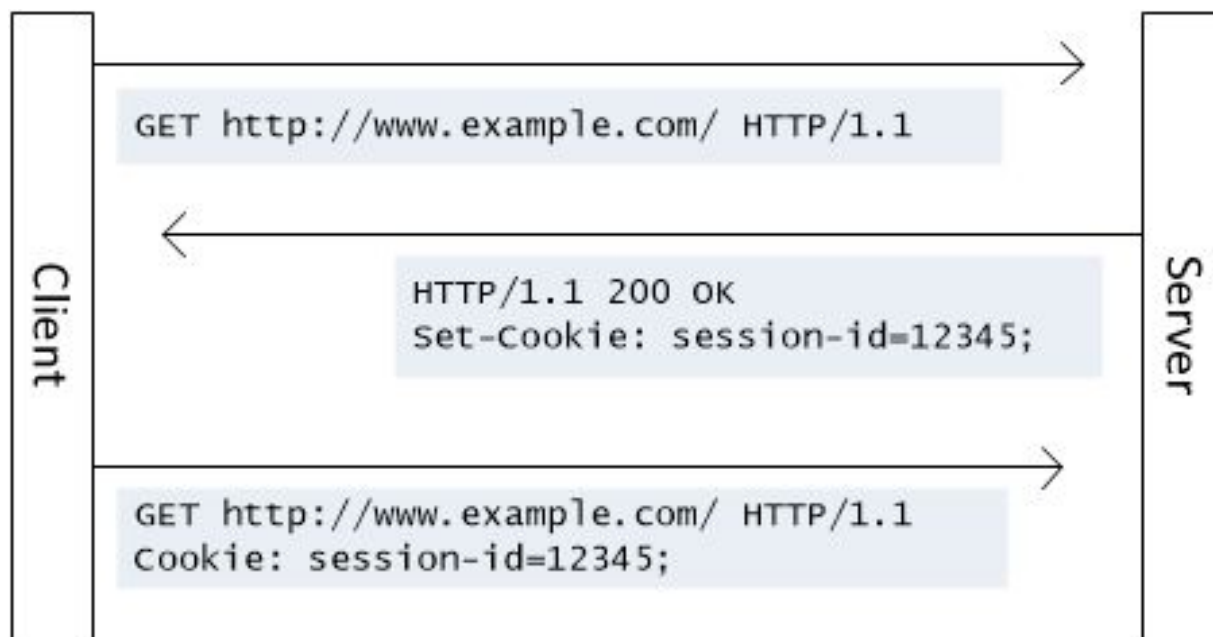 Client
GET http://www.example.com/ HTTP/1.1
HTTP/1.1 200 OK
Set-Cookie: session-id=12345;
GET http://www.example.com/ HTTP/1.1
Cookie: session-id=12345;
Server